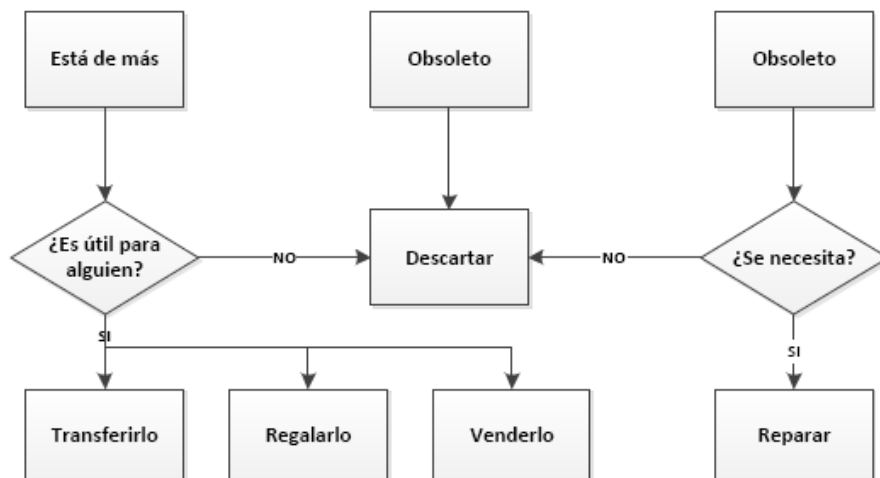 Está de más
Obsoleto
Obsoleto
¿Es útil para
alguien?
NO
Descartar
NO
¿Se necesita?
SI
SI
Transferirlo
Regalarlo
Venderlo
Reparar